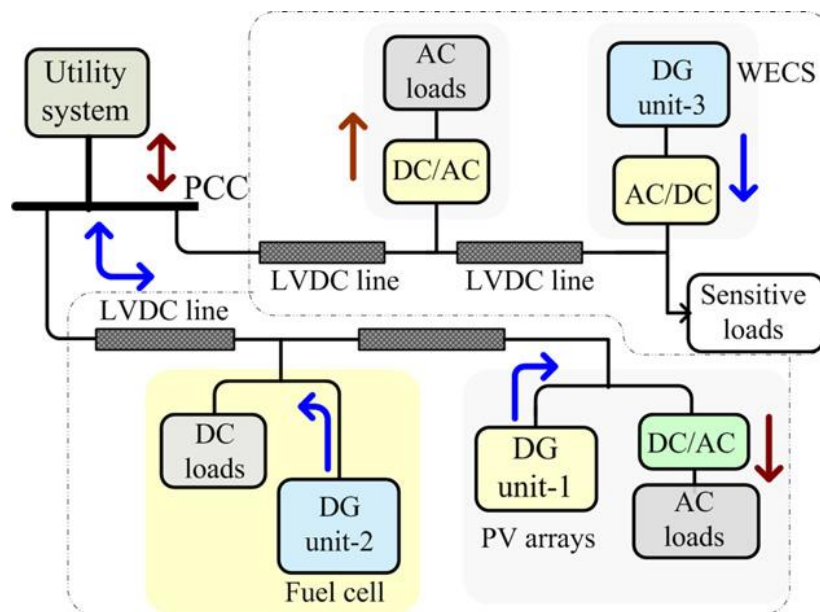 Utility
system
PCC
AC
loads
DC/AC
DG
unit-3
WECS
AC/DC
LVDC line
LVDC line
Sensitive
loads
LVDC line
DC
loads
DG
unit-2
Fuel cell
DG
unit-1
PV arrays
DC/AC
AC
loads